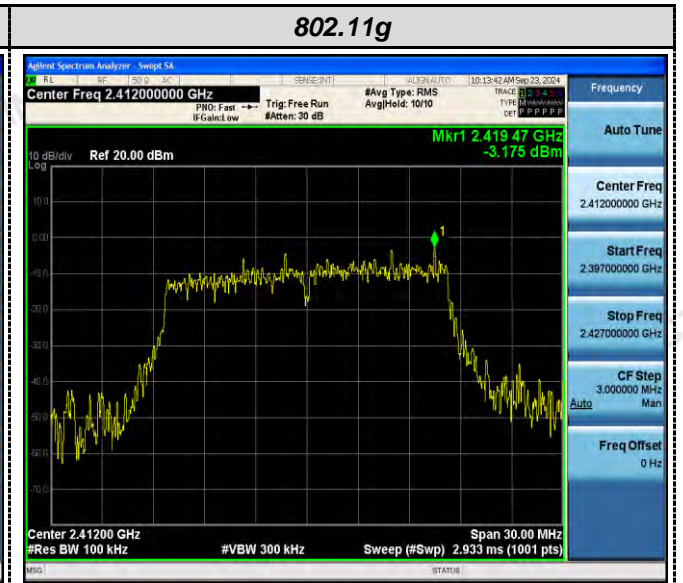 802.11g
Agilent Spectrum Analyzer - Swept SA
RL RF 50 Ω AC SENSE:INT ALIGN AUTO 10:13:42 AM Sep 23, 2024
Center Freq 2.412000000 GHz
PNO: Fast
IFGain:Low
Trig: Free Run
#Atten: 30 dB
#Avg Type: RMS
Avg|Hold: 10/10
TRACE 1 2 3 4 5 6
TYPE
DET P P P P P P
Mkr1 2.419 47 GHz
-3.175 dBm
10 dB/div Ref 20.00 dBm
Log
10.0
0.00
-10.0
-20.0
-30.0
-40.0
-50.0
-60.0
-70.0
1
Center 2.41200 GHz Span 30.00 MHz
#Res BW 100 kHz #VBW 300 kHz Sweep (#Swp) 2.933 ms (1001 pts)
MSG STATUS
Frequency
Auto Tune
Center Freq
2.412000000 GHz
Start Freq
2.397000000 GHz
Stop Freq
2.427000000 GHz
CF Step
3.000000 MHz
Auto Man
Freq Offset
0 Hz